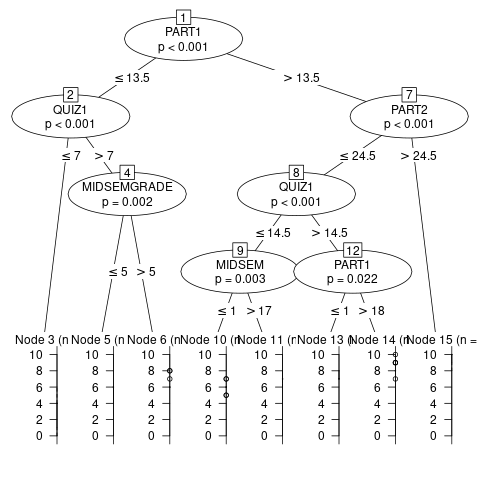 1
PART1
p < 0.001
≤ 13.5
> 13.5
2
QUIZ1
p < 0.001
7
PART2
p < 0.001
≤ 7
> 7
≤ 24.5
> 24.5
4
MIDSEMGRADE
p = 0.002
8
QUIZ1
p < 0.001
≤ 14.5
> 14.5
9
MIDSEM
p = 0.003
12
PART1
p = 0.022
≤ 5
> 5
≤ 1
> 17
≤ 1
> 18
Node 3 (n
Node 5 (n
Node 6 (n
Node 10 (n
Node 11 (n
Node 13 (n
Node 14 (n
Node 15 (n =
10 10 10 10 10 10 10 10
8 8 8 8 8 8 8 8
6 6 6 6 6 6 6 6
4 4 4 4 4 4 4 4
2 2 2 2 2 2 2 2
0 0 0 0 0 0 0 0